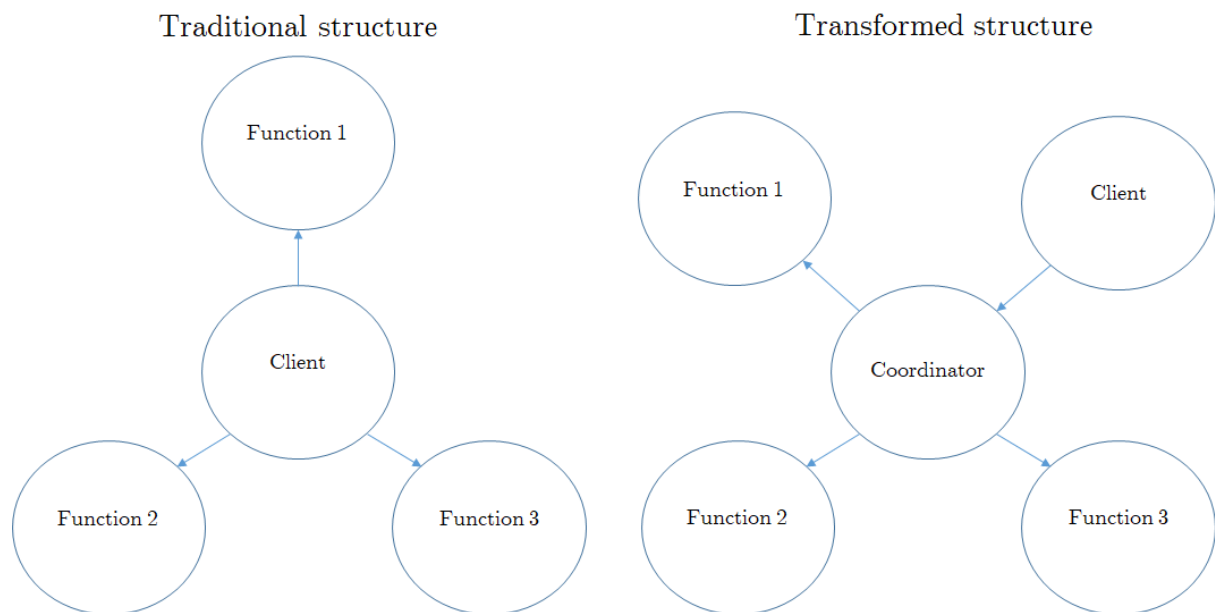 Traditional structure
Function 1
Client
Function 2
Function 3
Transformed structure
Function 1
Client
Coordinator
Function 2
Function 3